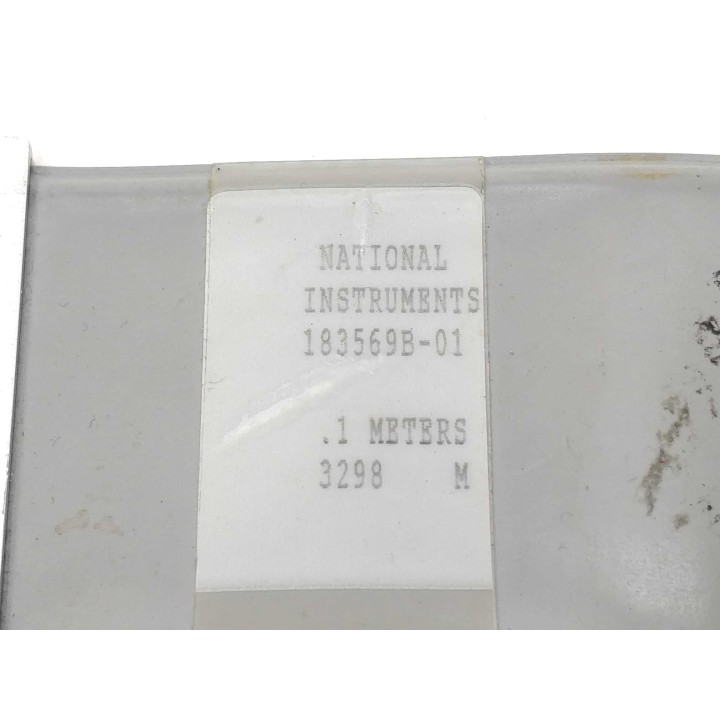 NATIONAL
INSTRUMENTS
183569B-01
.1 METERS
3298 M